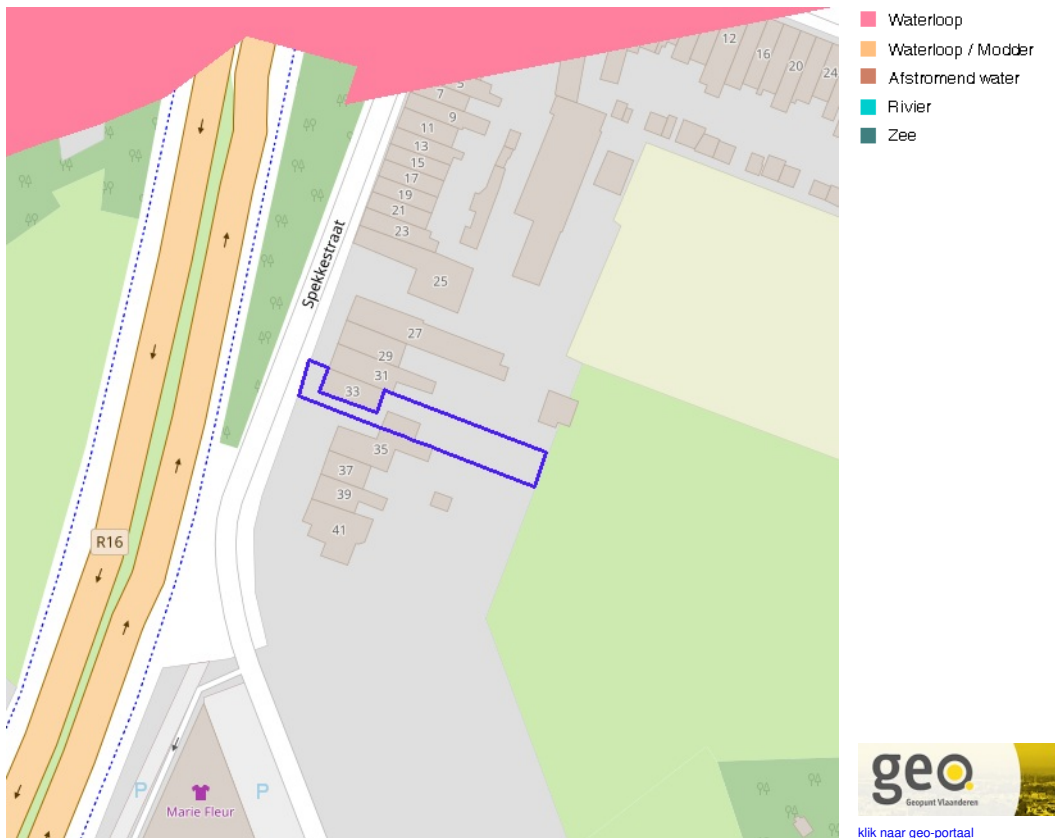 Waterloop
Waterloop / Modder
Afstromend water
Rivier
Zee
12
16
20
24
5
7
9
11
13
15
17
19
21
23
25
Spekkestraat
27
29
31
33
35
37
39
41
R16
P
P
Marie Fleur
geo.
Geopunt Vlaanderen
klik naar geo-portaal